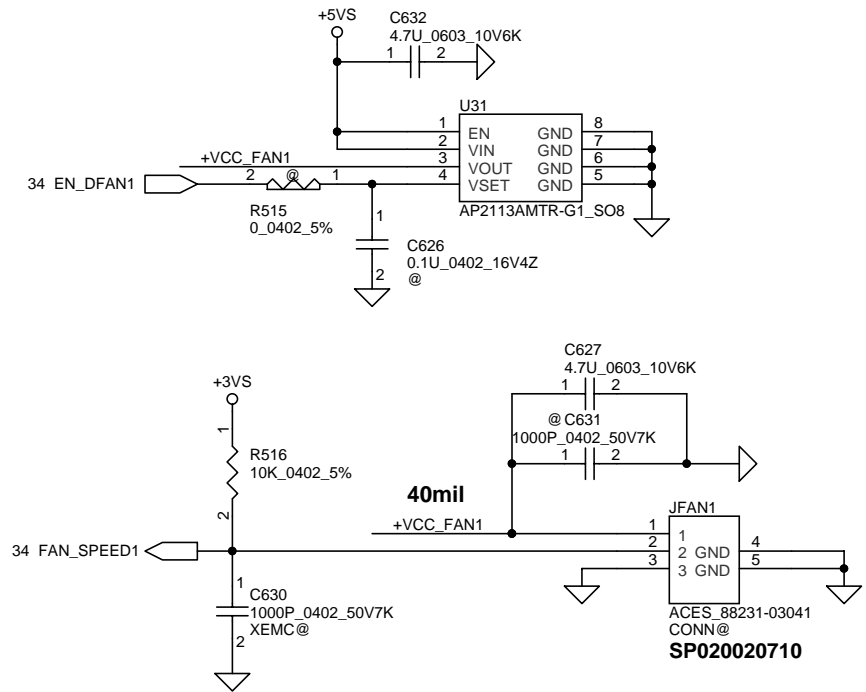 +5VS
C632
4.7U_0603_10V6K
1 2
U31
1 EN GND 8
2 VIN GND 7
+VCC_FAN1 3 VOUT GND 6
34 EN_DFAN1 2 @ 1 4 VSET GND 5
AP2113AMTR-G1_SO8
R515
0_0402_5%
1
C626
0.1U_0402_16V4Z
2
@
C627
4.7U_0603_10V6K
1 2
@ C631
1000P_0402_50V7K
1 2
+3VS
1
R516
10K_0402_5%
2
40mil
+VCC_FAN1
JFAN1
1 1
34 FAN_SPEED1 2 2 GND 4
3 3 GND 5
1
C630
1000P_0402_50V7K
XEMC@
2
ACES_88231-03041
CONN@
SP020020710